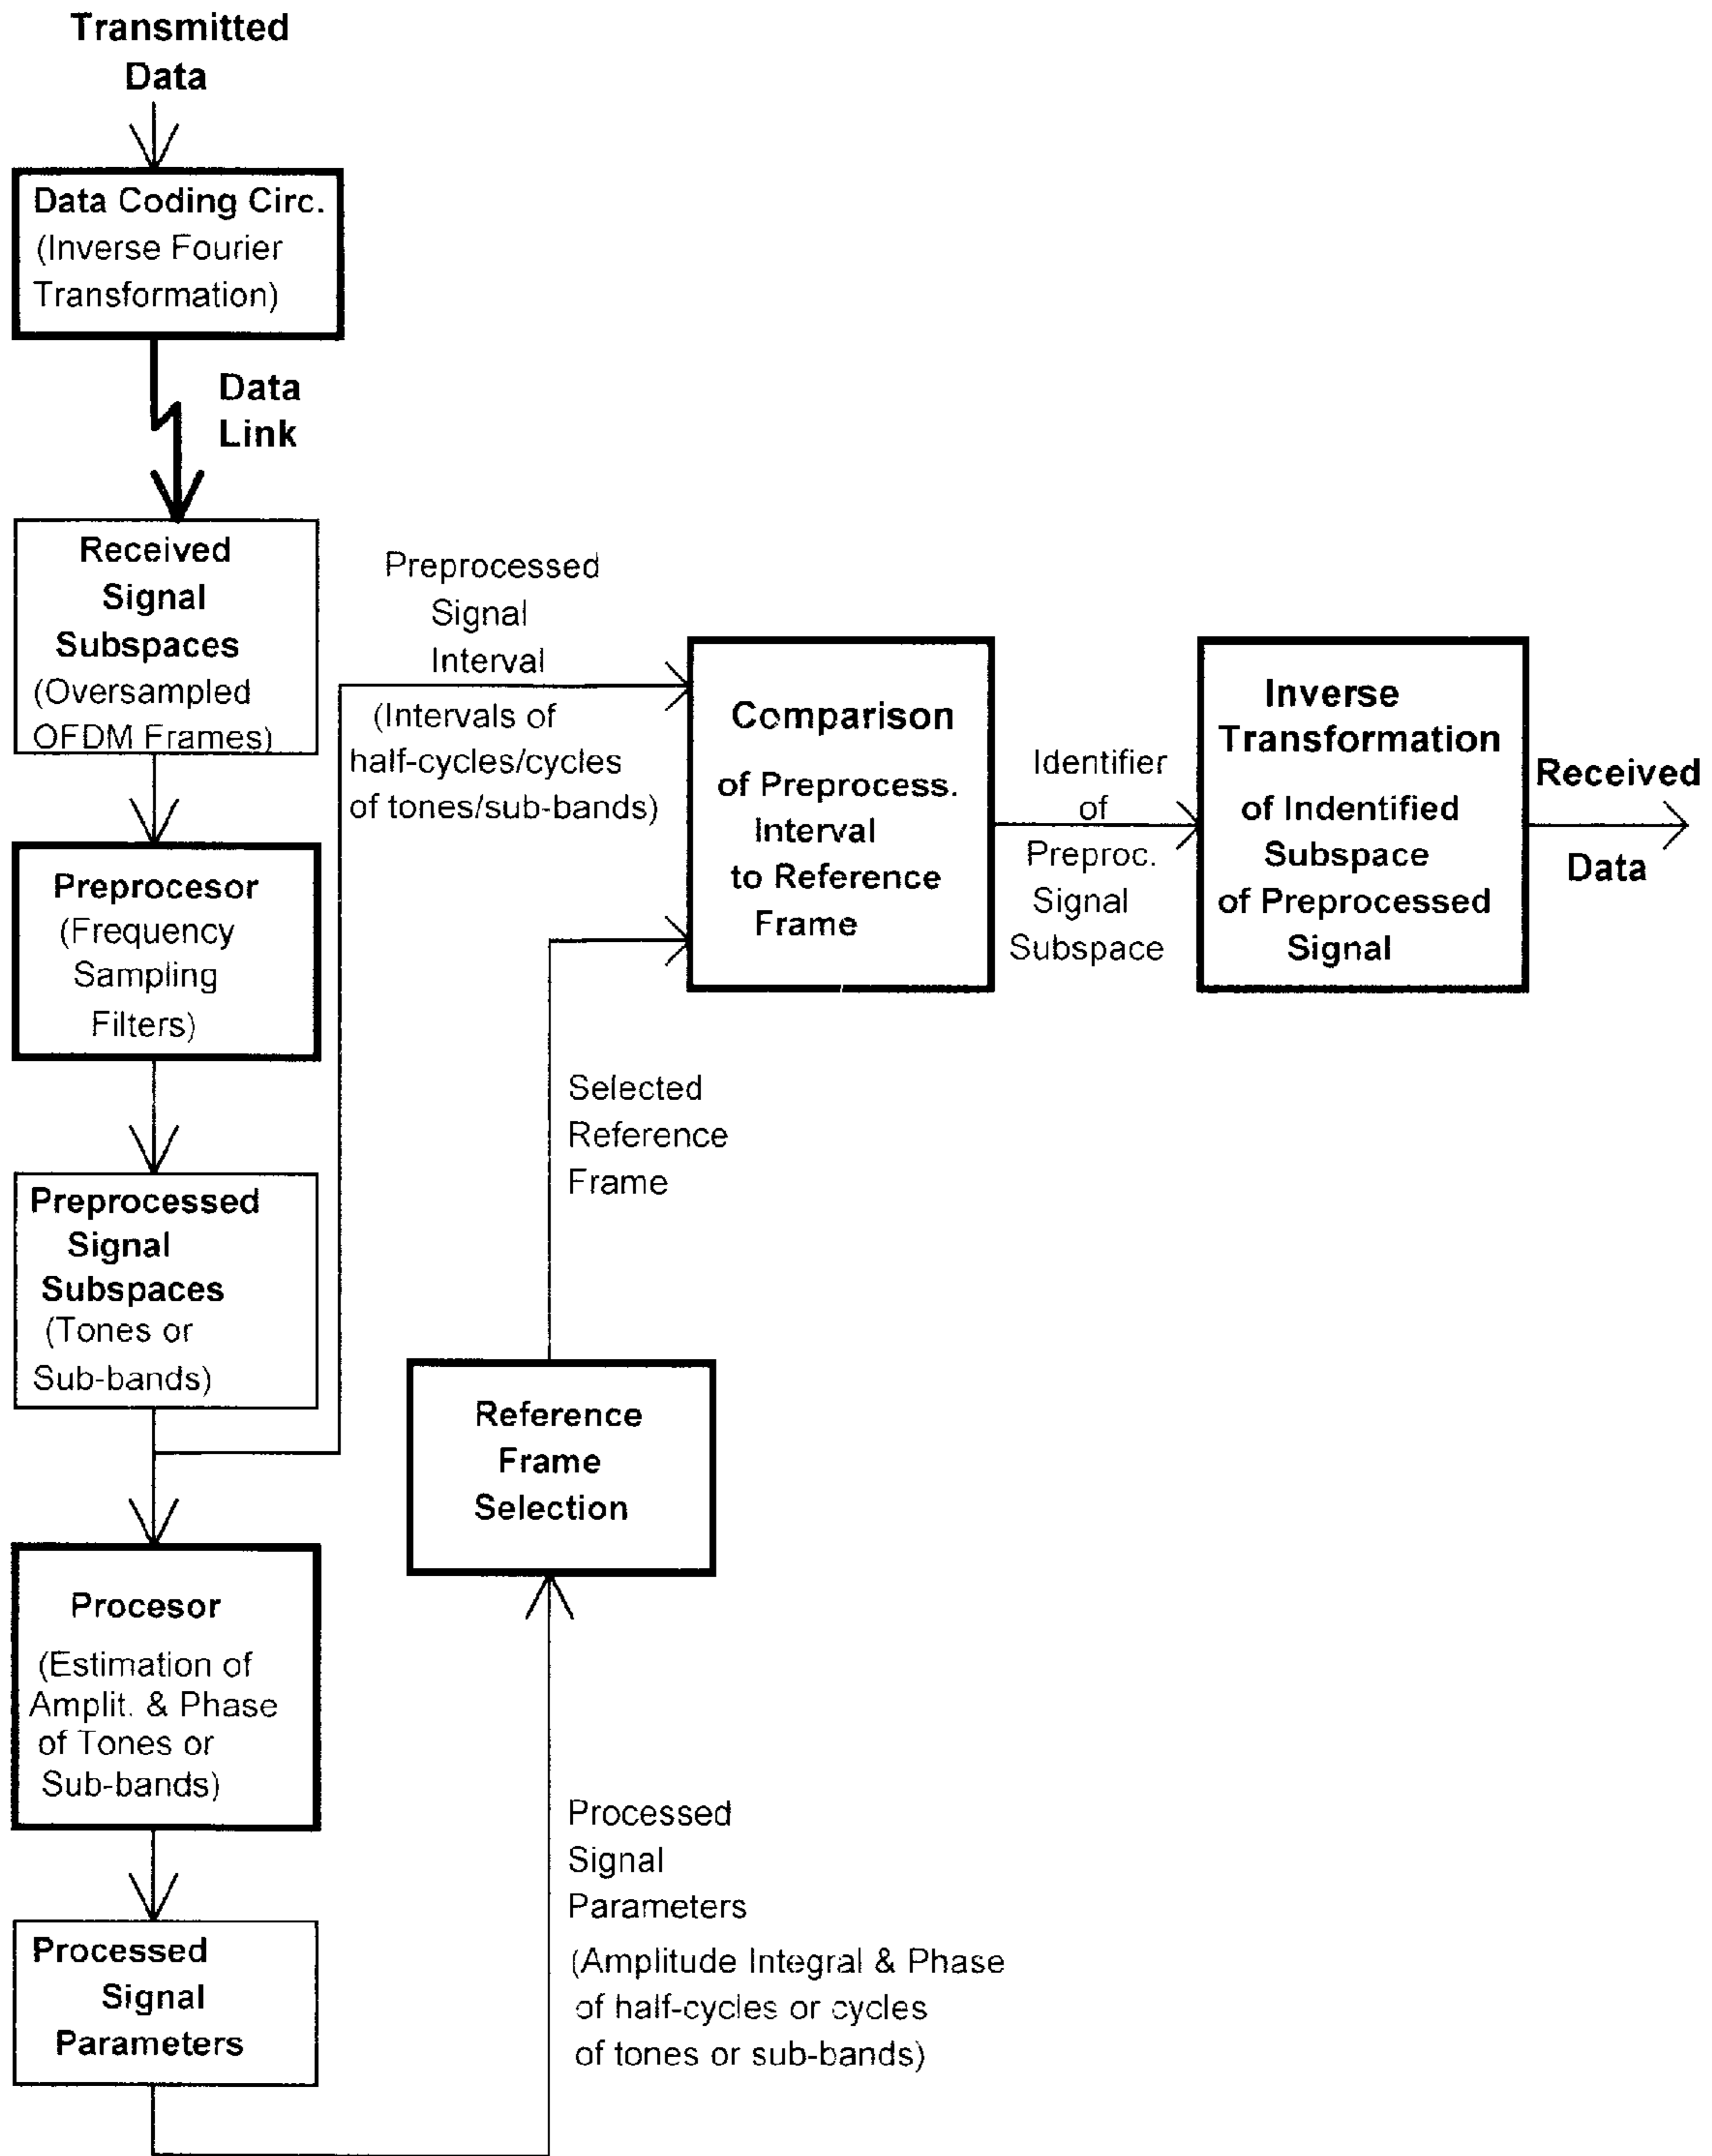 Transmitted
Data
Data Coding Circ.
(Inverse Fourier
Transformation)
Data
Link
Received
Signal
Subspaces
(Oversampled
OFDM Frames)
Preprocesor
(Frequency
Sampling
Filters)
Preprocessed
Signal
Subspaces
(Tones or
Sub-bands)
Procesor
(Estimation of
Amplit. & Phase
of Tones or
Sub-bands)
Processed
Signal
Parameters
Processed
Signal
Parameters
(Amplitude Integral & Phase
of half-cycles or cycles
of tones or sub-bands)
Reference
Frame
Selection
Selected
Reference
Frame
Preprocessed
Signal
Interval
(Intervals of
half-cycles/cycles
of tones/sub-bands)
Comparison
of Preprocess.
Interval
to Reference
Frame
Identifier
of
Preproc.
Signal
Subspace
Inverse
Transformation
of Indentified
Subspace
of Preprocessed
Signal
Received
Data